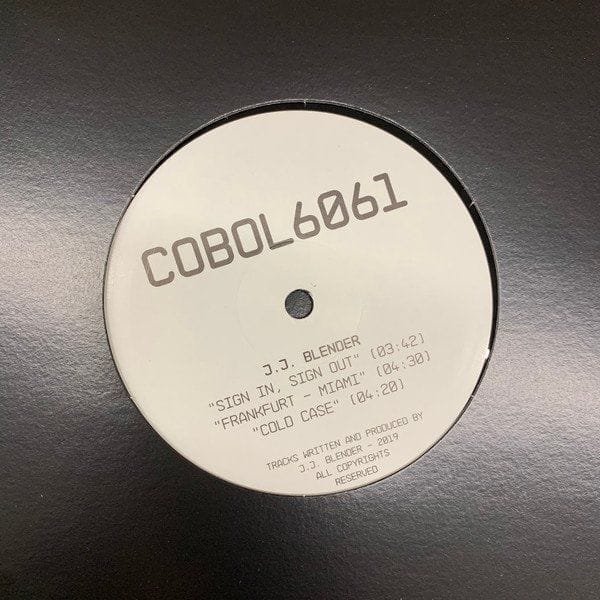 COBOL6061
J.J. BLENDER
"SIGN IN, SIGN OUT" (03:42)
"FRANKFURT - MIAMI" (04:30)
"COLD CASE" (04:20)
TRACKS WRITTEN AND PRODUCED BY
J.J. BLENDER - 2019
ALL COPYRIGHTS
RESERVED